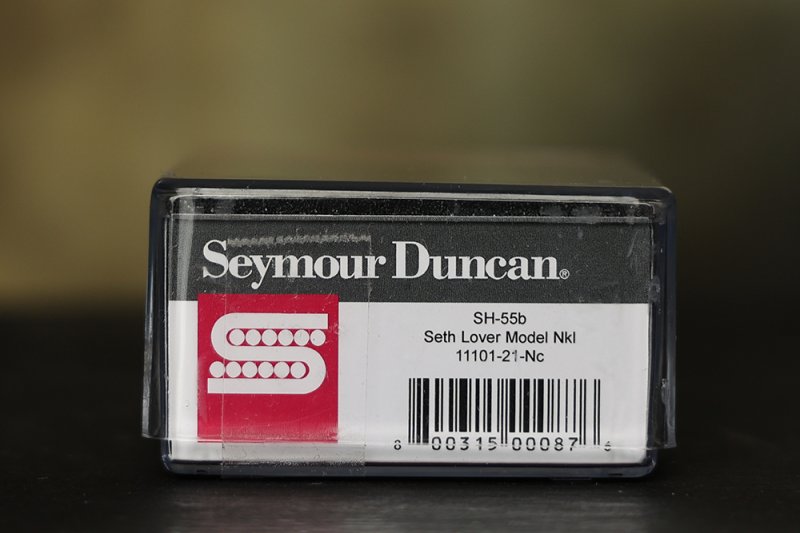 Seymour Duncan®
SH-55b
Seth Lover Model Nkl
11101-21-Nc
8 00315 00087 6